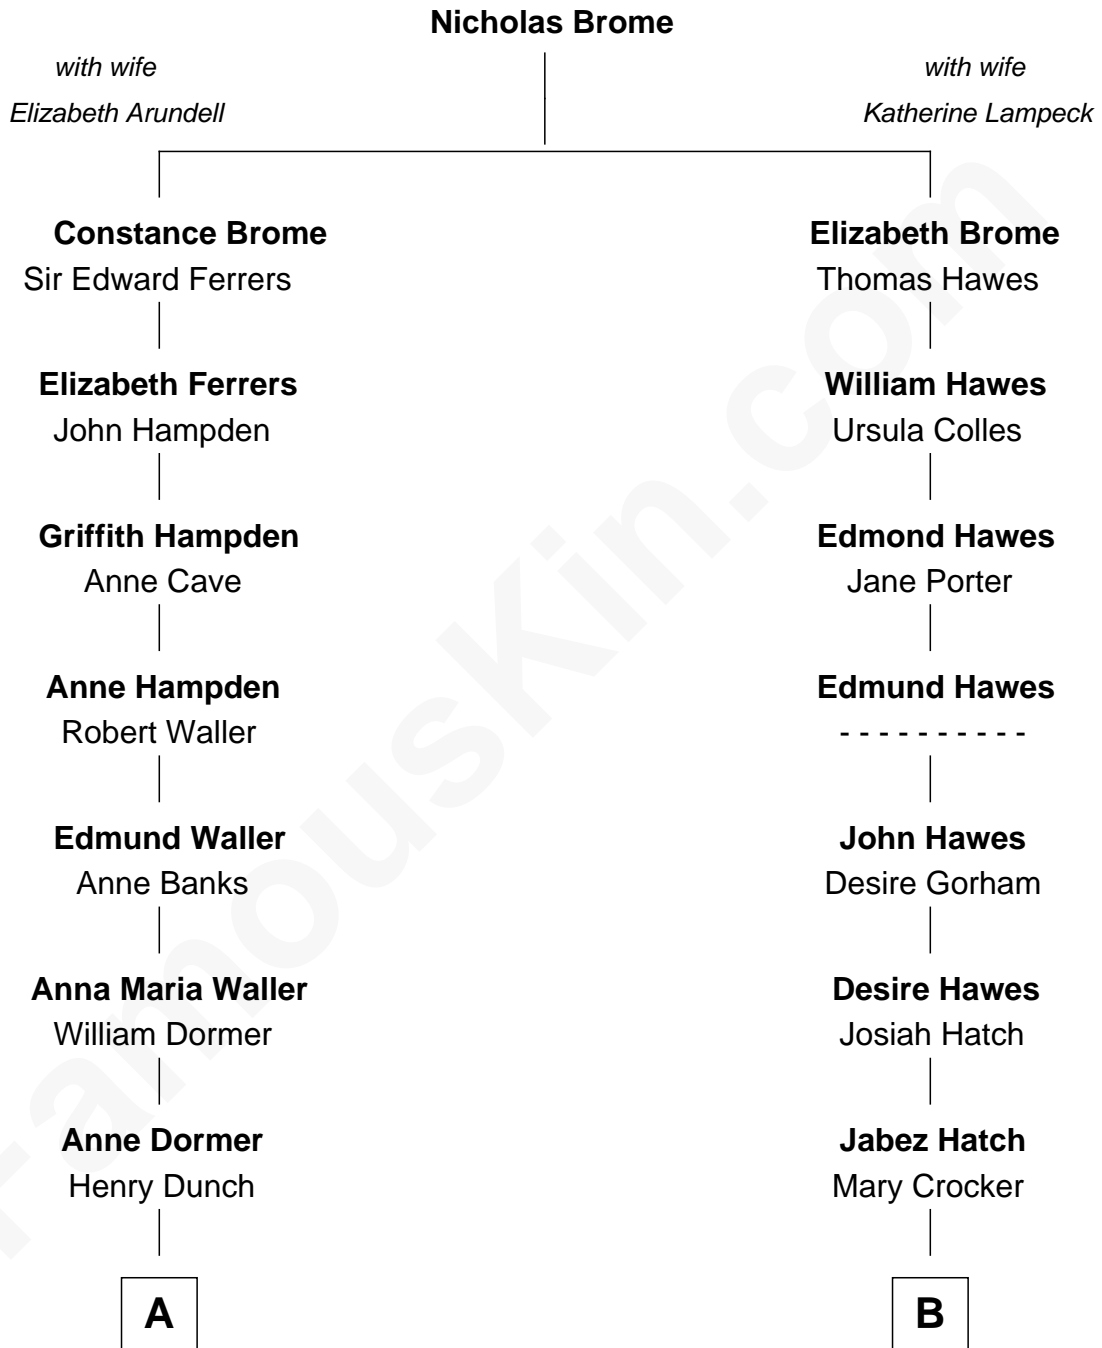 Nicholas Brome
with wife
Elizabeth Arundell
with wife
Katherine Lampeck
Constance Brome
Sir Edward Ferrers
Elizabeth Brome
Thomas Hawes
Elizabeth Ferrers
John Hampden
William Hawes
Ursula Colles
Griffith Hampden
Anne Cave
Edmond Hawes
Jane Porter
Anne Hampden
Robert Waller
Edmund Hawes
- - - - - - - - - -
Edmund Waller
Anne Banks
John Hawes
Desire Gorham
Anna Maria Waller
William Dormer
Desire Hawes
Josiah Hatch
Anne Dormer
Henry Dunch
Jabez Hatch
Mary Crocker
A
B
FamousKin.com